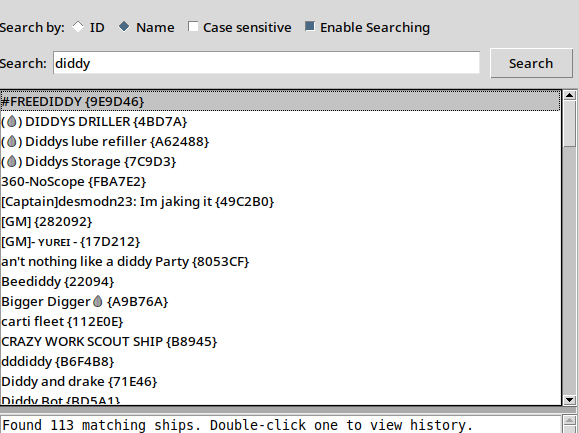 Search by: ID Name Case sensitive Enable Searching
Search: diddy Search
#FREEDIDDY {9E9D46}
(💧) DIDDYS DRILLER {4BD7A}
(💧) Diddys lube refiller {A62488}
(💧) Diddys Storage {7C9D3}
360-NoScope {FBA7E2}
[Captain]desmodn23: Im jaking it {49C2B0}
[GM] {282092}
[GM]- ʏᴜʀᴇɪ - {17D212}
an't nothing like a diddy Party {8053CF}
Beediddy {22094}
Bigger Digger💧 {A9B76A}
carti fleet {112E0E}
CRAZY WORK SCOUT SHIP {B8945}
dddiddy {B6F4B8}
Diddy and drake {71E46}
Diddy Bot {BD5A1}
Found 113 matching ships. Double-click one to view history.